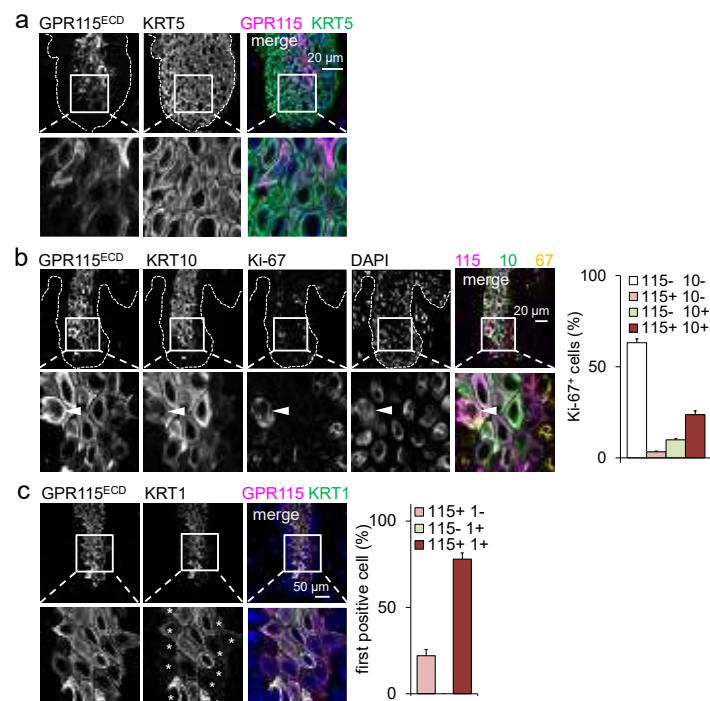 a
GPR115ECD KRT5 GPR115 KRT5
merge
20 µm
b
GPR115ECD KRT10 Ki-67 DAPI 115 10 67
merge
20 µm
Ki-67+ cells (%)
100
50
0
115- 10-
115+ 10-
115- 10+
115+ 10+
c
GPR115ECD KRT1 GPR115 KRT1
merge
50 µm
first positive cell (%)
100
50
0
115+ 1-
115- 1+
115+ 1+